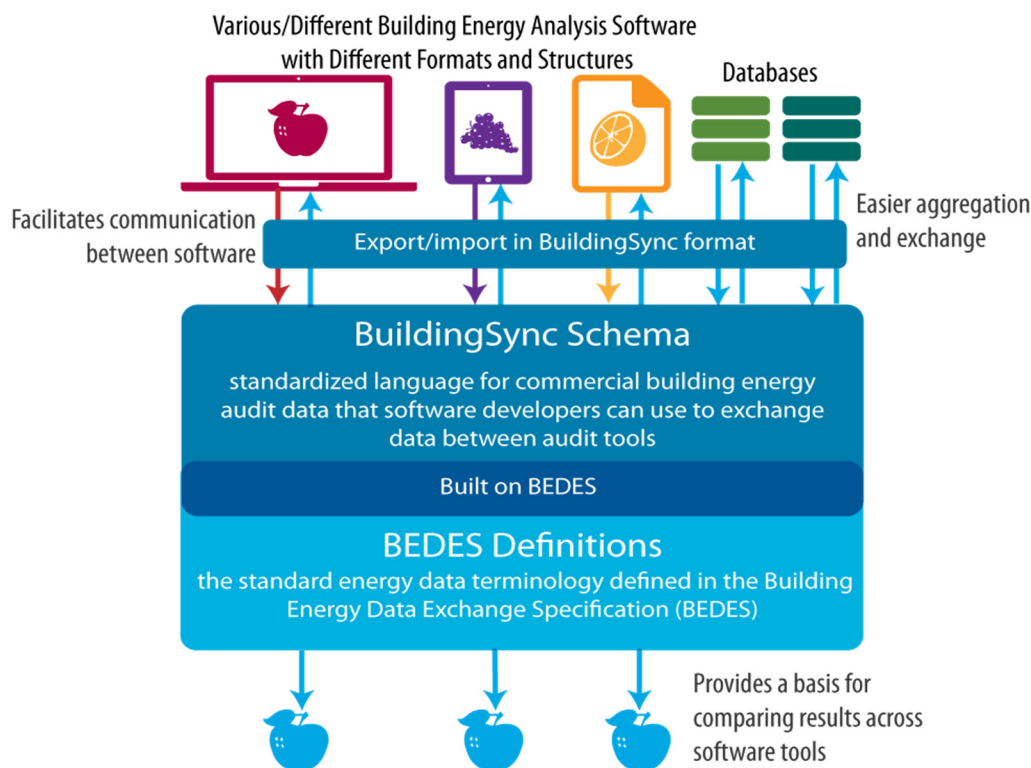 Various/Different Building Energy Analysis Software
with Different Formats and Structures
Databases
Facilitates communication
between software
Export/import in BuildingSync format
Easier aggregation
and exchange
BuildingSync Schema
standardized language for commercial building energy
audit data that software developers can use to exchange
data between audit tools
Built on BEDES
BEDES Definitions
the standard energy data terminology defined in the Building
Energy Data Exchange Specification (BEDES)
Provides a basis for
comparing results across
software tools